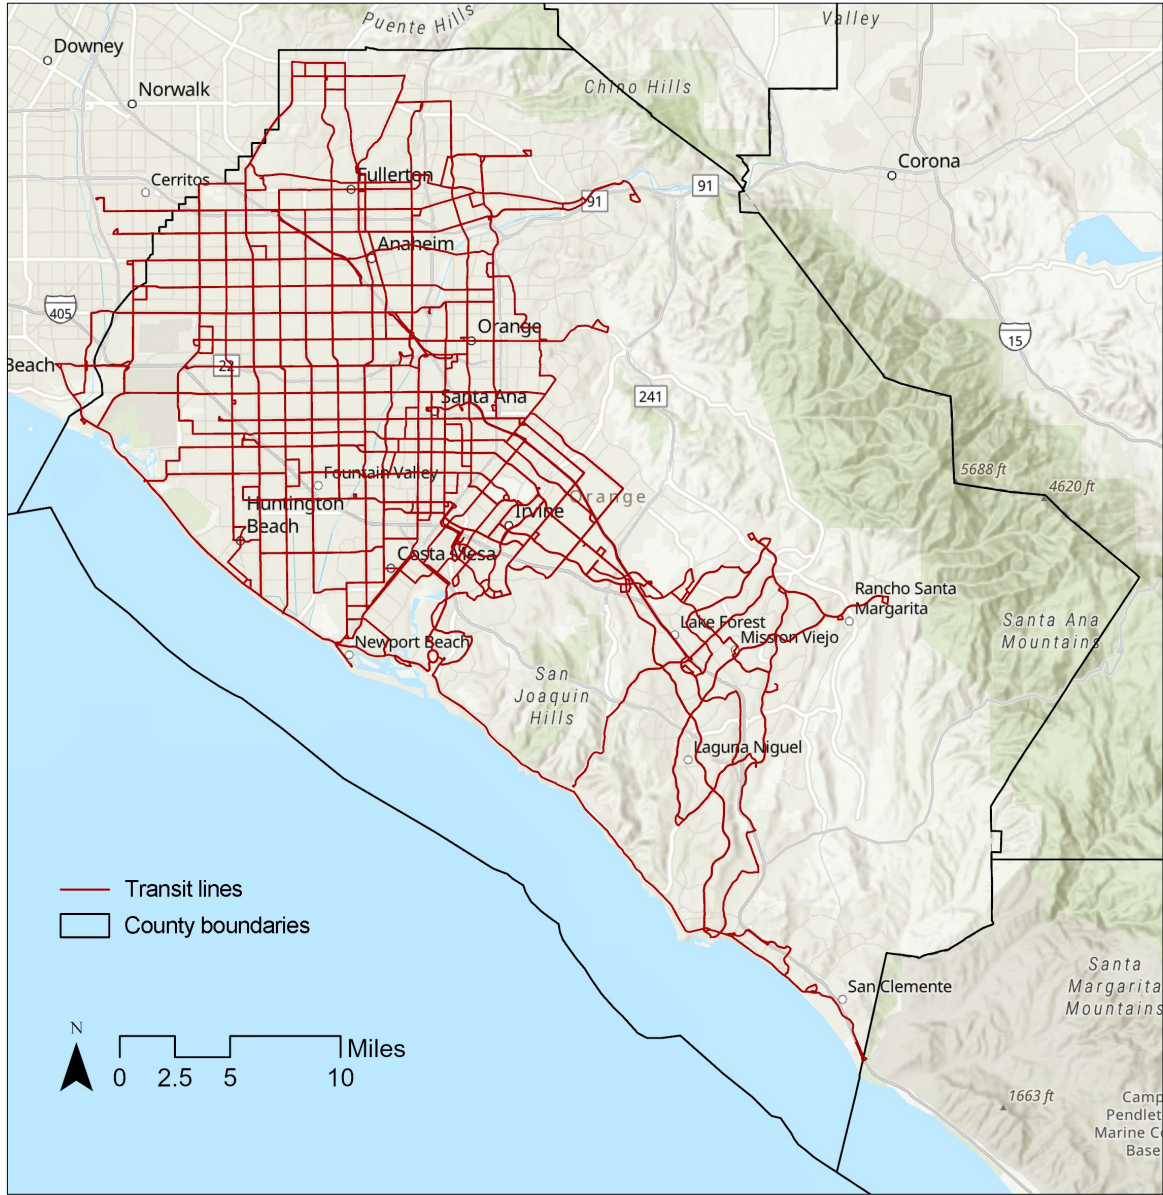 Puente Hills
Valley
Downey
Norwalk
Chino Hills
Corona
Cerritos
Fullerton
91
91
Anaheim
405
Orange
15
Beach
22
241
Santa Ana
5688 ft
Fountain Valley
4620 ft
Orange
Huntington
Beach
Irvine
Costa Mesa
Rancho Santa
Margarita
Lake Forest
Santa Ana
Mountains
Mission Viejo
Newport Beach
San
Joaquin
Hills
Laguna Niguel
Transit lines
County boundaries
San Clemente
Santa
Margarita
Mountains
N
Miles
0 2.5 5 10
1663 ft
Camp
Pendlet
Marine Co
Base